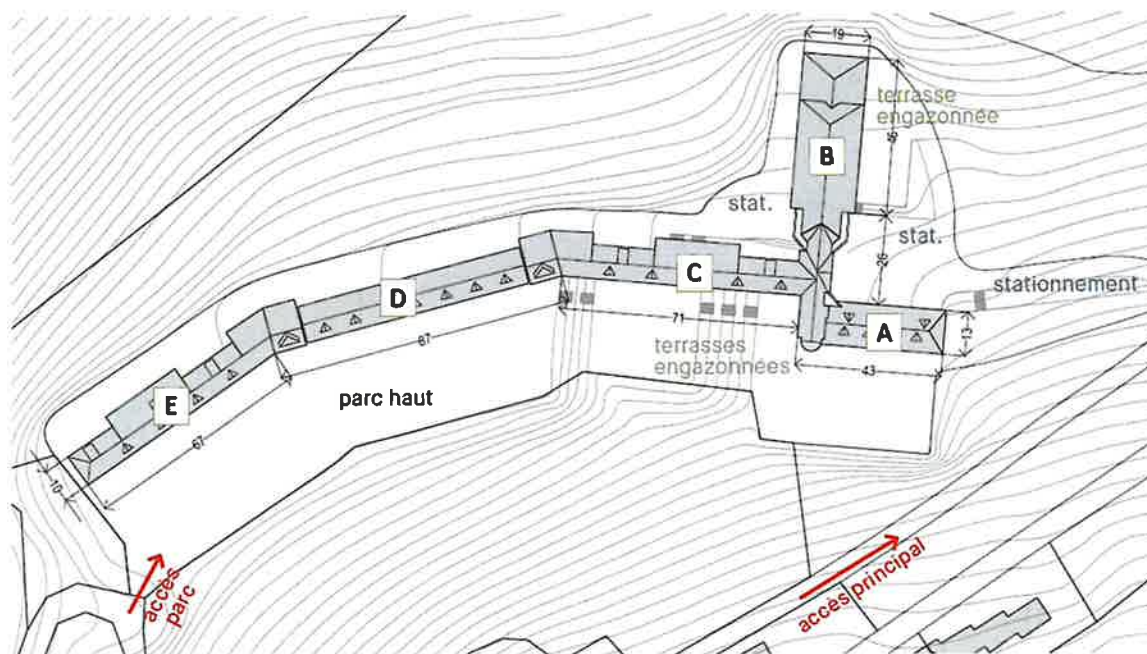 19
terrasse
engazonnée
46
B
stat.
stat.
26
stationnement
C
D
A
13
71
87
terrasses
engazonnées
43
parc haut
E
67
10
accès
parc
accès principal